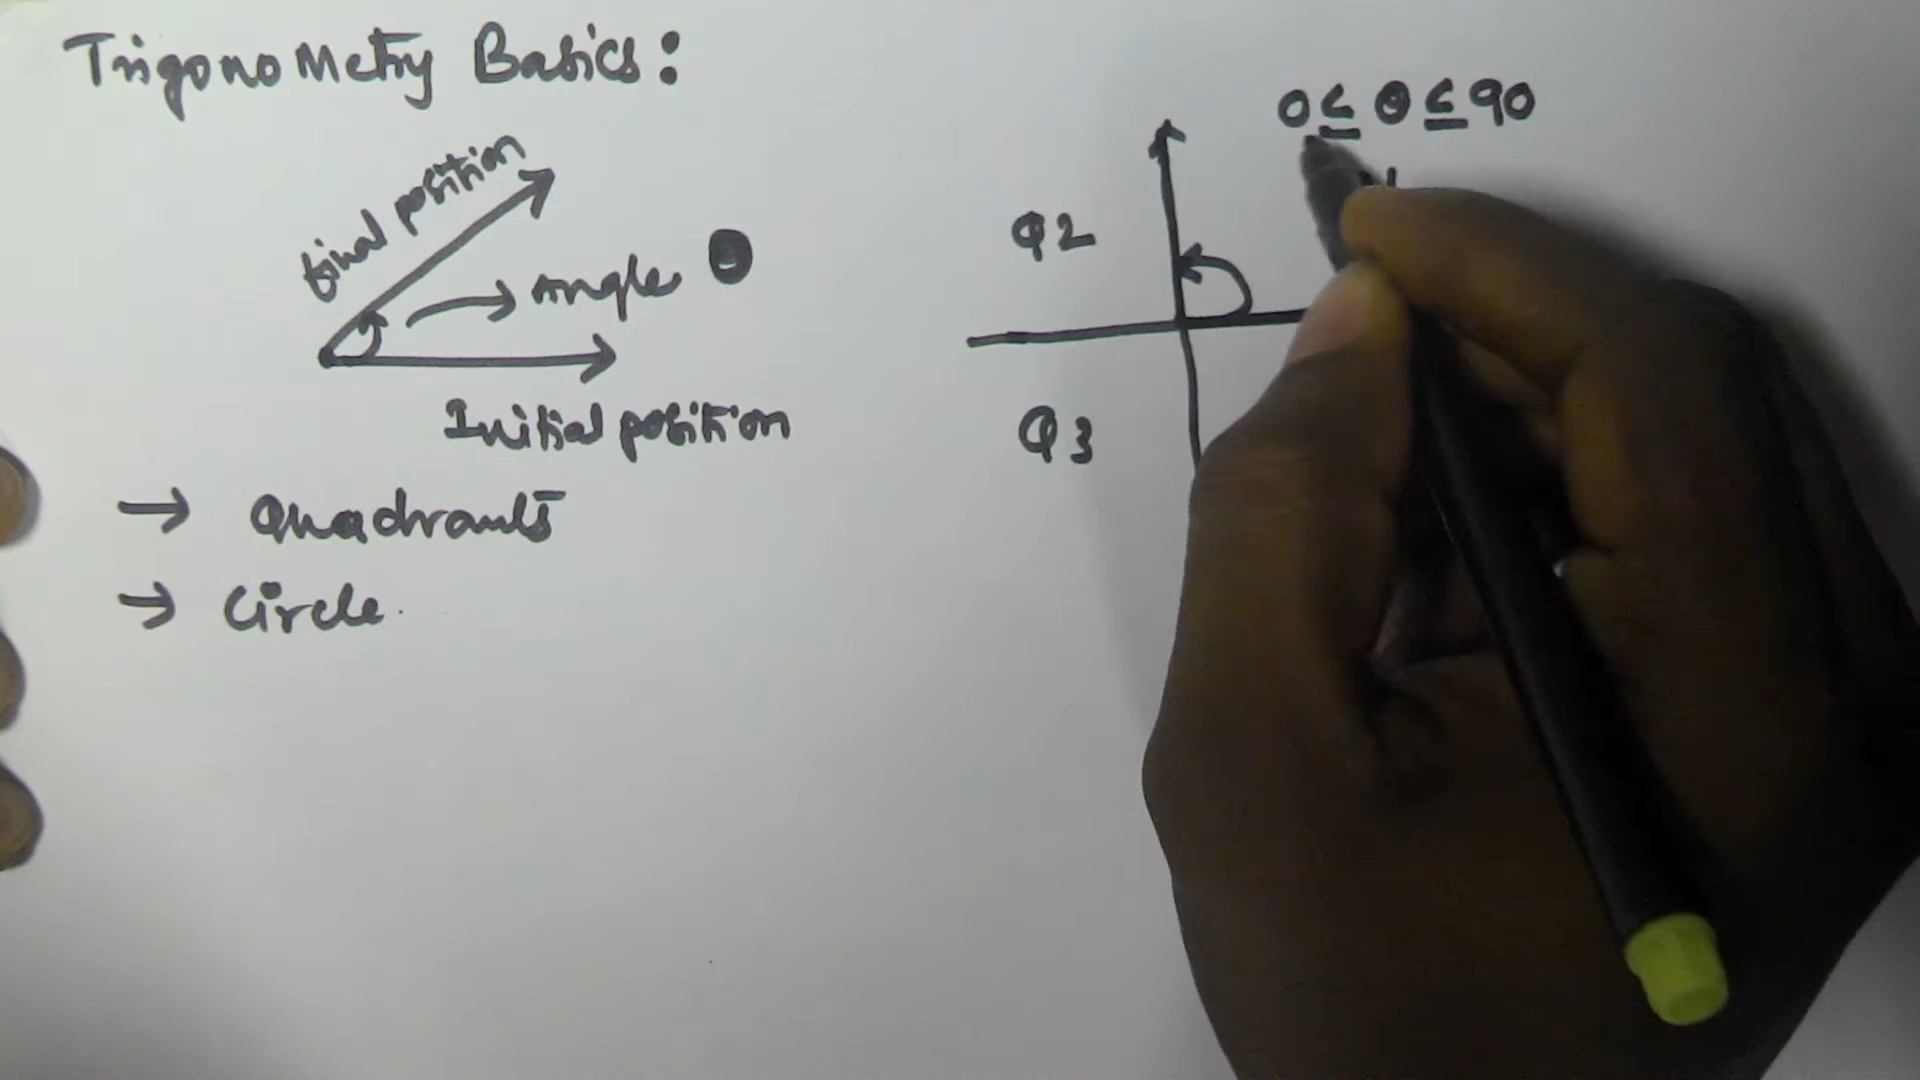 Trigonometry Basics:
final position
Angle θ
Initial position
→ Quadrants
→ Circle.
0 ≤ θ ≤ 90
Q2
Q3